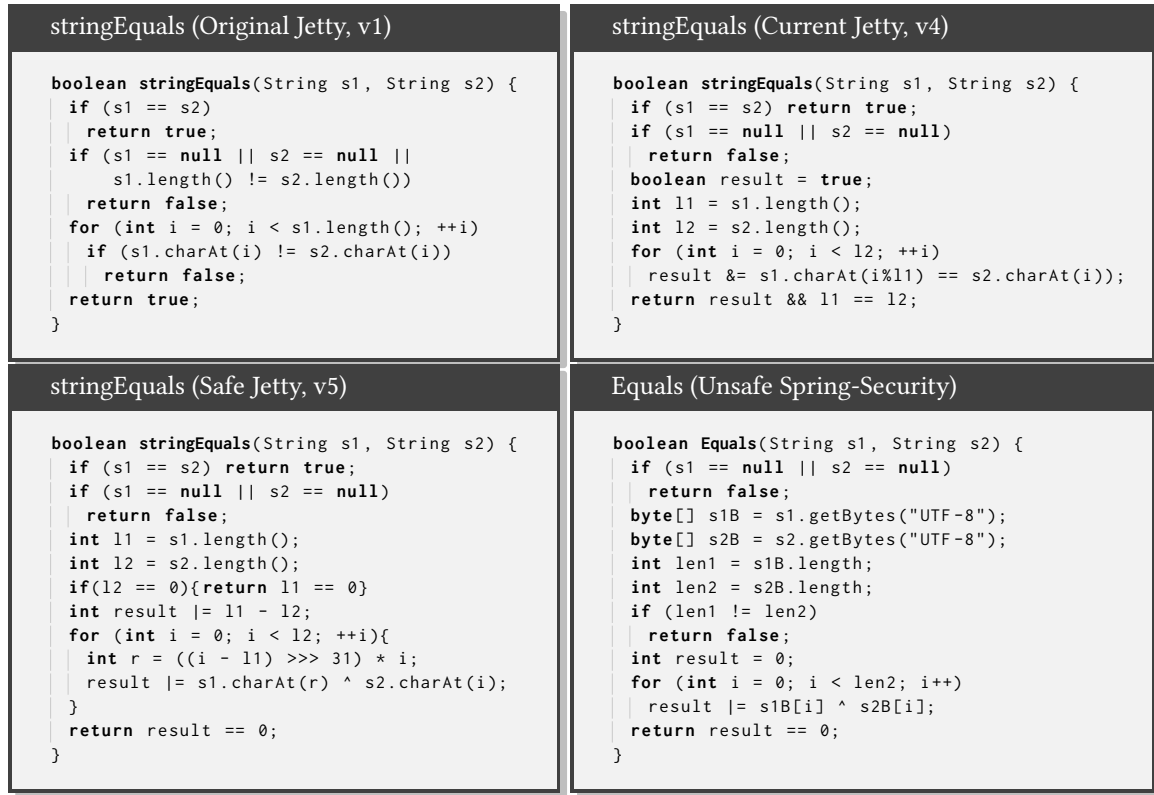 stringEquals (Original Jetty, v1)
boolean stringEquals(String s1, String s2) {
if (s1 == s2)
return true;
if (s1 == null || s2 == null ||
s1.length() != s2.length())
return false;
for (int i = 0; i < s1.length(); ++i)
if (s1.charAt(i) != s2.charAt(i))
return false;
return true;
}
stringEquals (Current Jetty, v4)
boolean stringEquals(String s1, String s2) {
if (s1 == s2) return true;
if (s1 == null || s2 == null)
return false;
boolean result = true;
int l1 = s1.length();
int l2 = s2.length();
for (int i = 0; i < l2; ++i)
result &= s1.charAt(i%l1) == s2.charAt(i));
return result && l1 == l2;
}
stringEquals (Safe Jetty, v5)
boolean stringEquals(String s1, String s2) {
if (s1 == s2) return true;
if (s1 == null || s2 == null)
return false;
int l1 = s1.length();
int l2 = s2.length();
if(l2 == 0){return l1 == 0}
int result |= l1 - l2;
for (int i = 0; i < l2; ++i){
int r = ((i - l1) >>> 31) * i;
result |= s1.charAt(r) ^ s2.charAt(i);
}
return result == 0;
}
Equals (Unsafe Spring-Security)
boolean Equals(String s1, String s2) {
if (s1 == null || s2 == null)
return false;
byte[] s1B = s1.getBytes("UTF-8");
byte[] s2B = s2.getBytes("UTF-8");
int len1 = s1B.length;
int len2 = s2B.length;
if (len1 != len2)
return false;
int result = 0;
for (int i = 0; i < len2; i++)
result |= s1B[i] ^ s2B[i];
return result == 0;
}